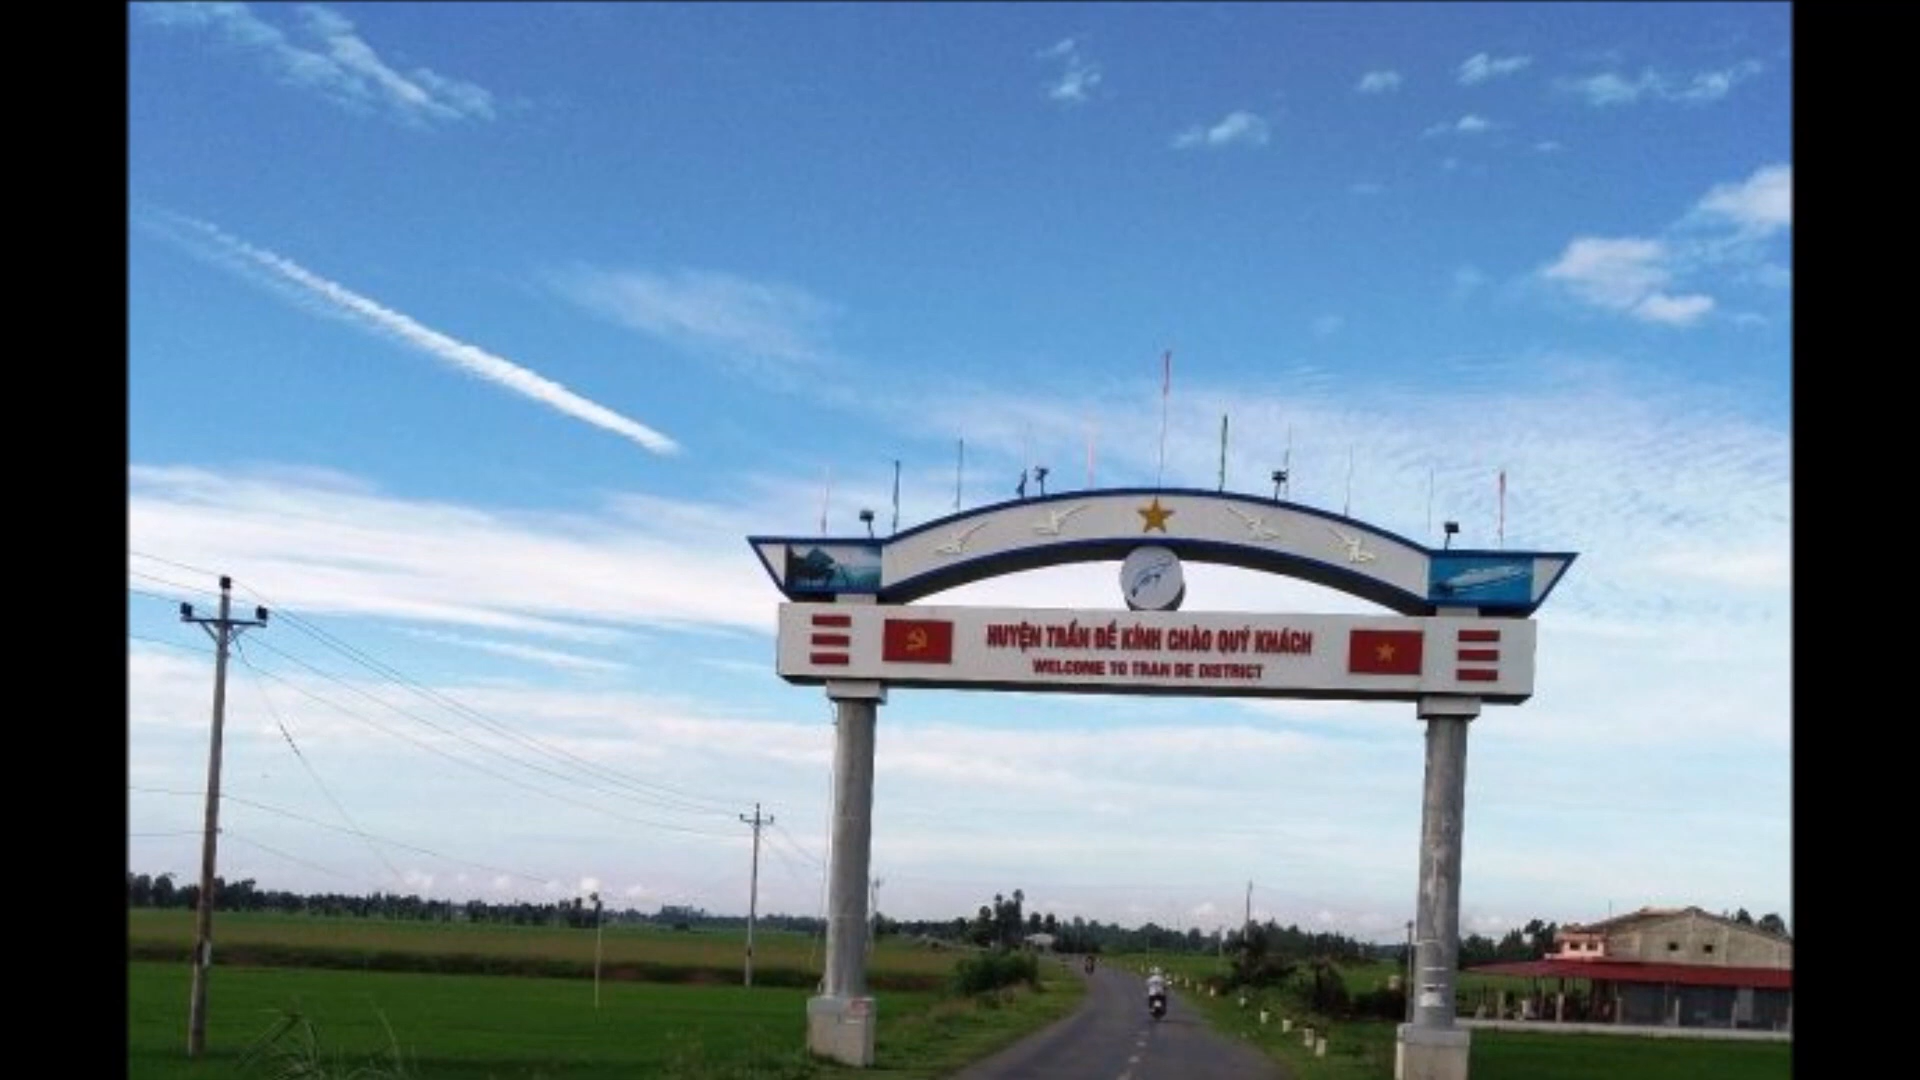 HUYỆN TRẦN ĐỀ KÍNH CHÀO QUÝ KHÁCH
WELCOME TO TRAN DE DISTRICT